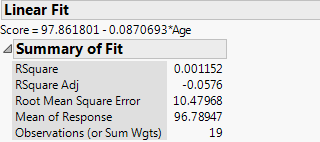 Linear Fit
Score = 97.861801 - 0.0870693*Age
Summary of Fit
RSquare 0.001152
RSquare Adj -0.0576
Root Mean Square Error 10.47968
Mean of Response 96.78947
Observations (or Sum Wgts) 19